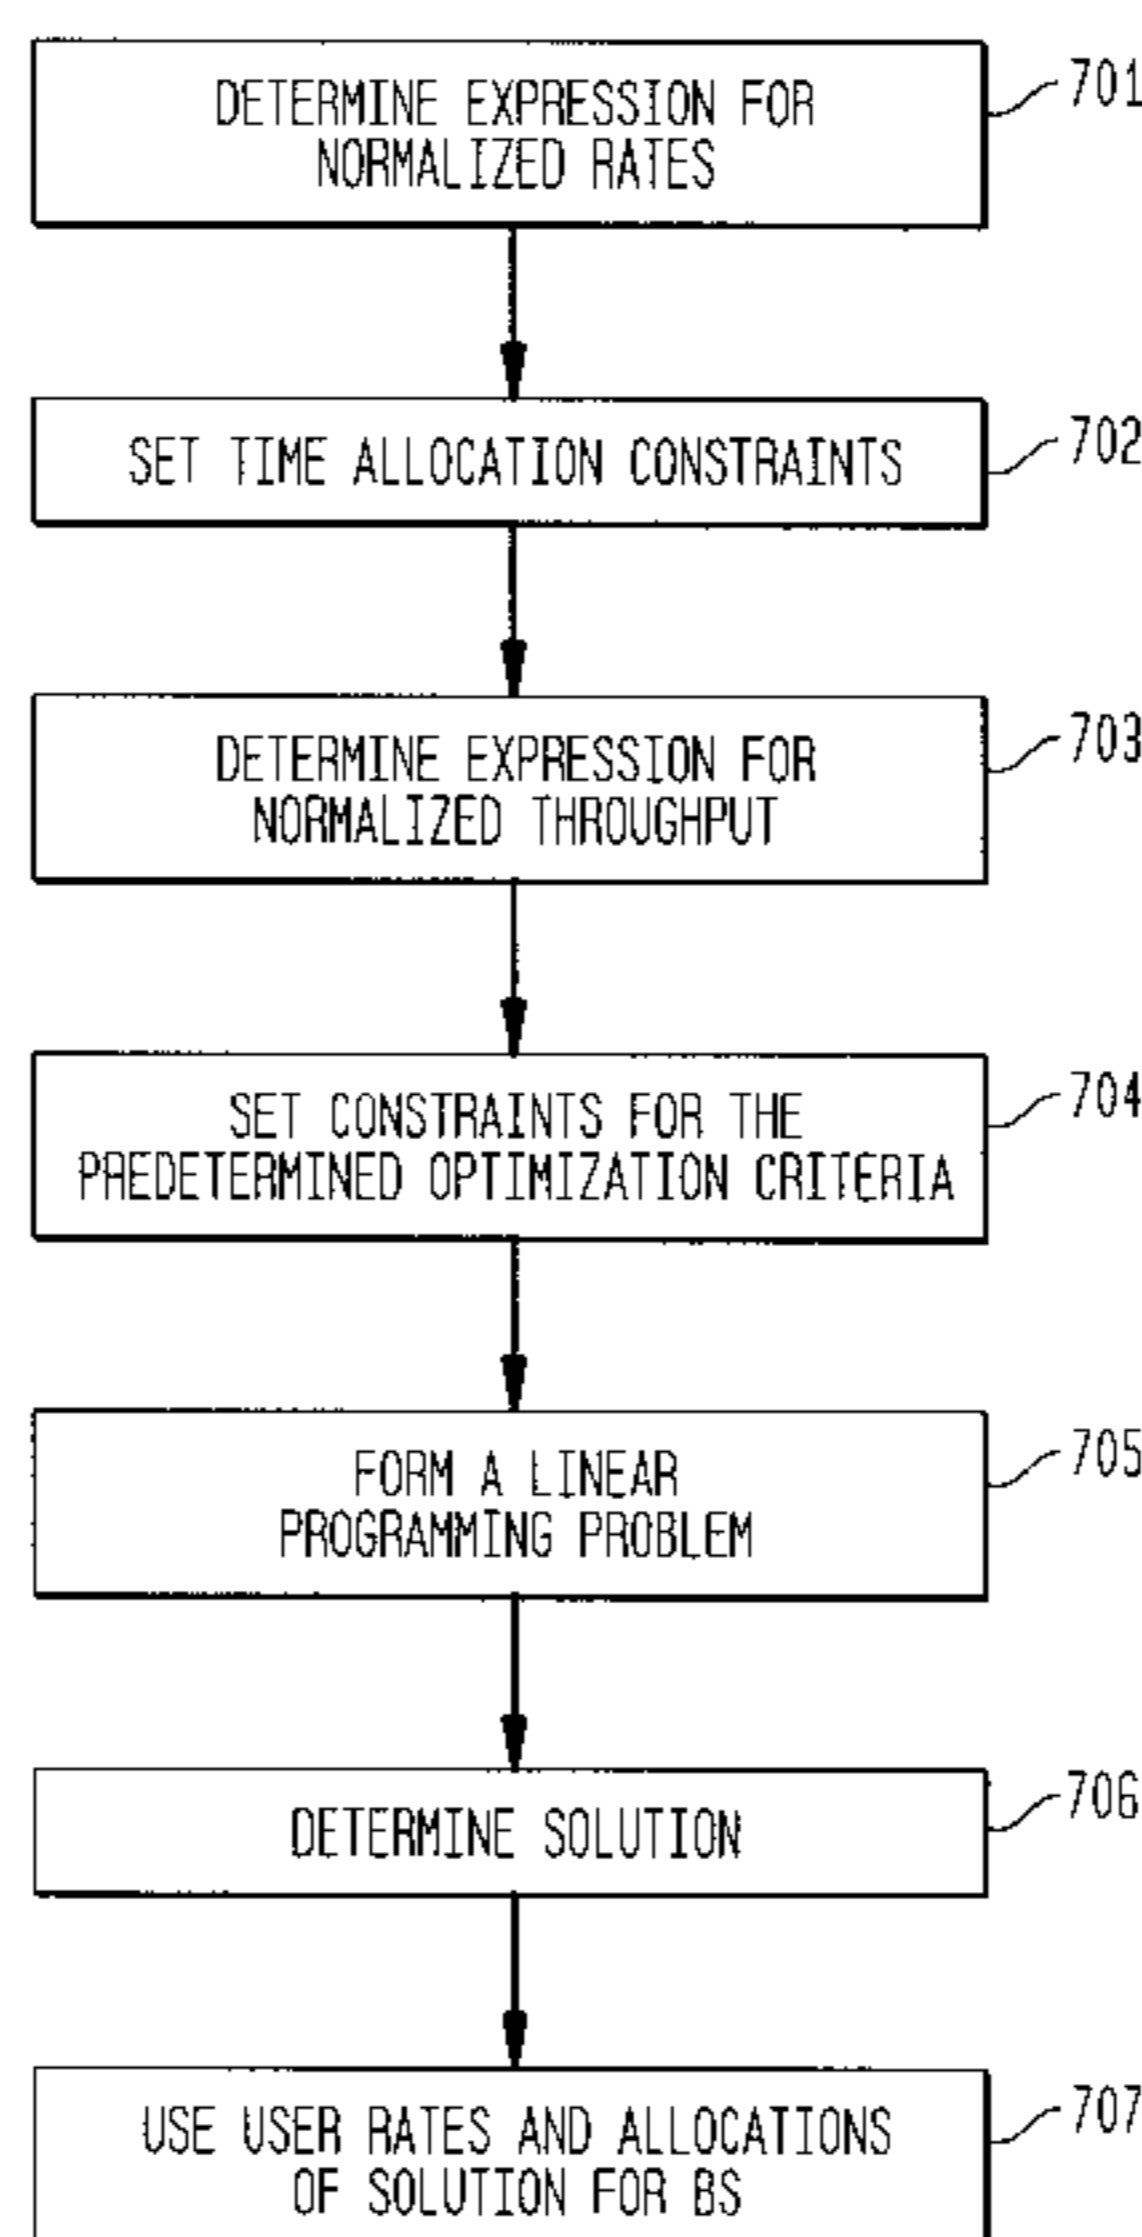 DETERMINE EXPRESSION FOR
NORMALIZED RATES
701
SET TIME ALLOCATION CONSTRAINTS
702
DETERMINE EXPRESSION FOR
NORMALIZED THROUGHPUT
703
SET CONSTRAINTS FOR THE
PREDETERMINED OPTIMIZATION CRITERIA
704
FORM A LINEAR
PROGRAMMING PROBLEM
705
DETERMINE SOLUTION
706
USE USER RATES AND ALLOCATIONS
OF SOLUTION FOR BS
707